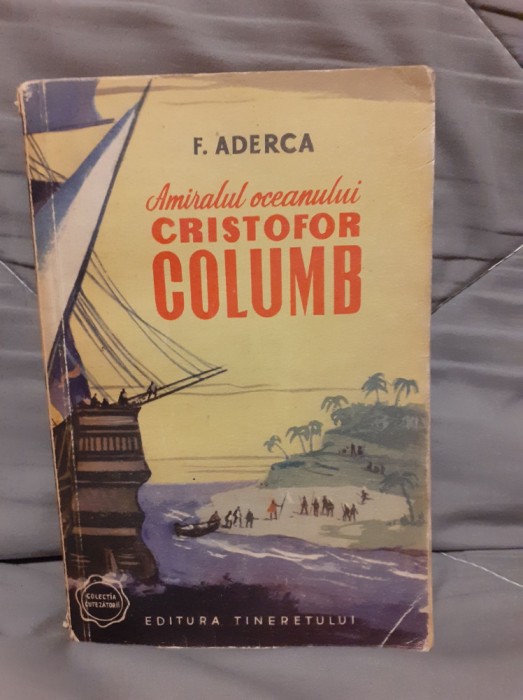 F. ADERCA
Amiralul oceanului
CRISTOFOR
COLUMB
COLECȚIA
CUTEZĂTORII
EDITURA TINERETULUI